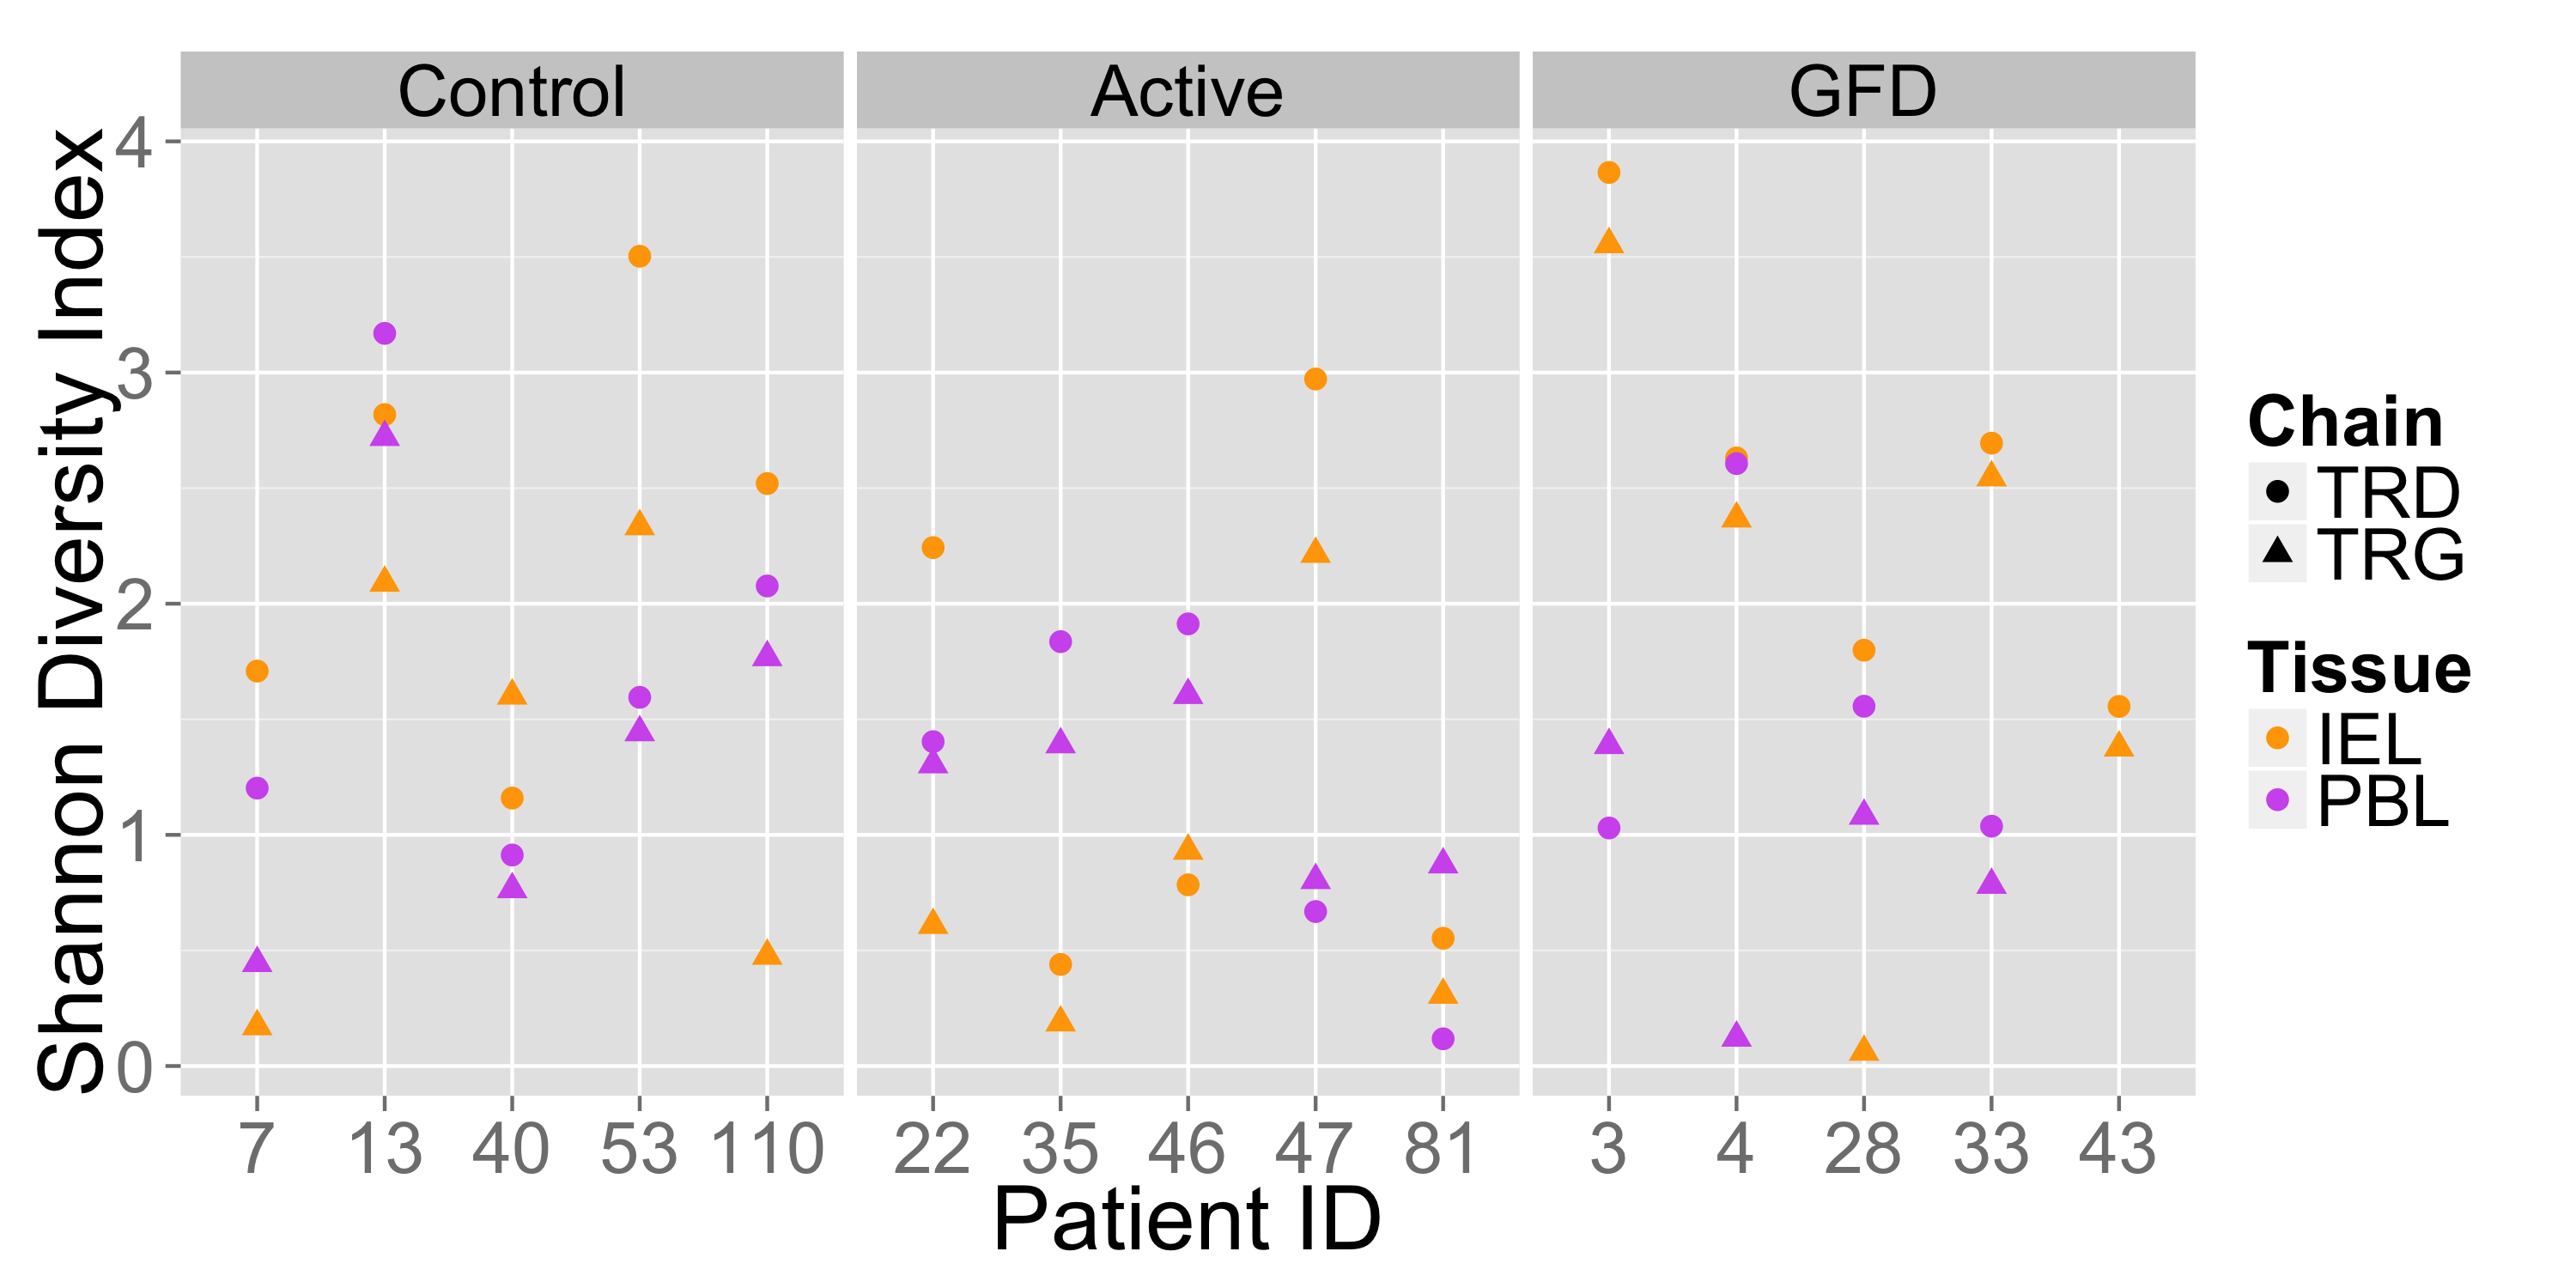 Control Active GFD
Shannon Diversity Index
4
3
2
1
0
7 13 40 53 110 22 35 46 47 81 3 4 28 33 43
Patient ID
Chain
TRD
TRG
Tissue
IEL
PBL